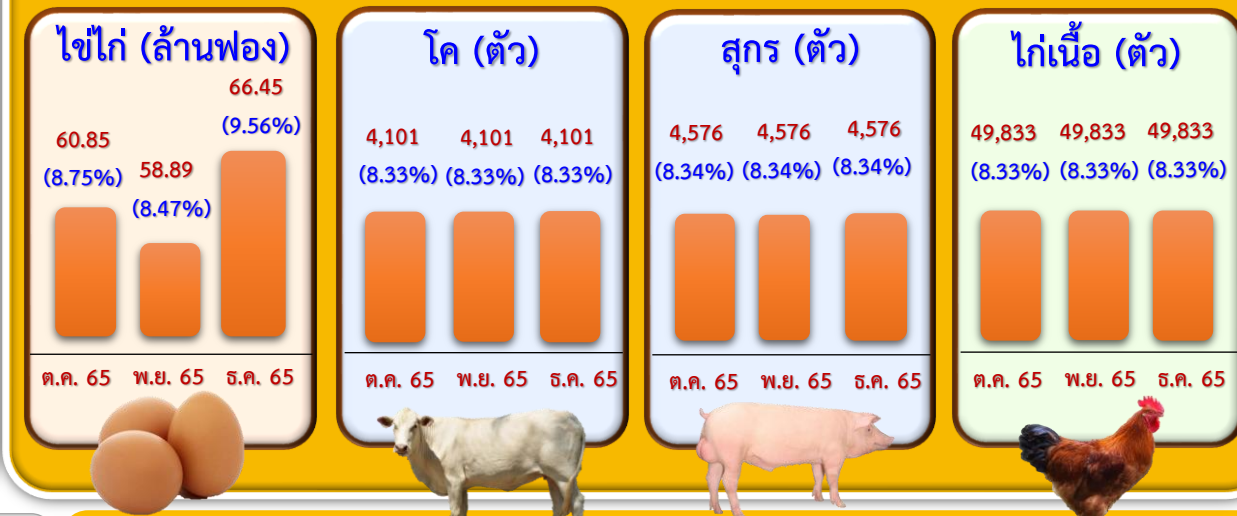 ไข่ไก่ (ล้านฟอง)
60.85
(8.75%)
58.89
(8.47%)
66.45
(9.56%)
ต.ค. 65 พ.ย. 65 ธ.ค. 65
โค (ตัว)
4,101 4,101 4,101
(8.33%) (8.33%) (8.33%)
ต.ค. 65 พ.ย. 65 ธ.ค. 65
สุกร (ตัว)
4,576 4,576 4,576
(8.34%) (8.34%) (8.34%)
ต.ค. 65 พ.ย. 65 ธ.ค. 65
ไก่เนื้อ (ตัว)
49,833 49,833 49,833
(8.33%) (8.33%) (8.33%)
ต.ค. 65 พ.ย. 65 ธ.ค. 65